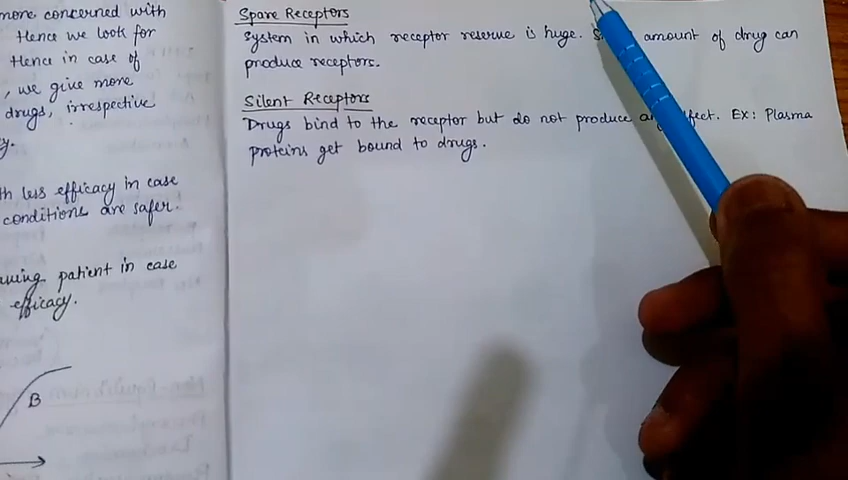 more concerned with
Hence we look for
Hence in case of
, we give more
drugs, irrespective
y.
th less efficacy in case
conditions are safer.
patient in case
efficacy.
B
Spare Receptors
System in which receptor reserve is huge. amount of drug can
produce receptors.
Silent Receptors
Drugs bind to the receptor but do not produce any effect. EX: Plasma
proteins get bound to drugs.